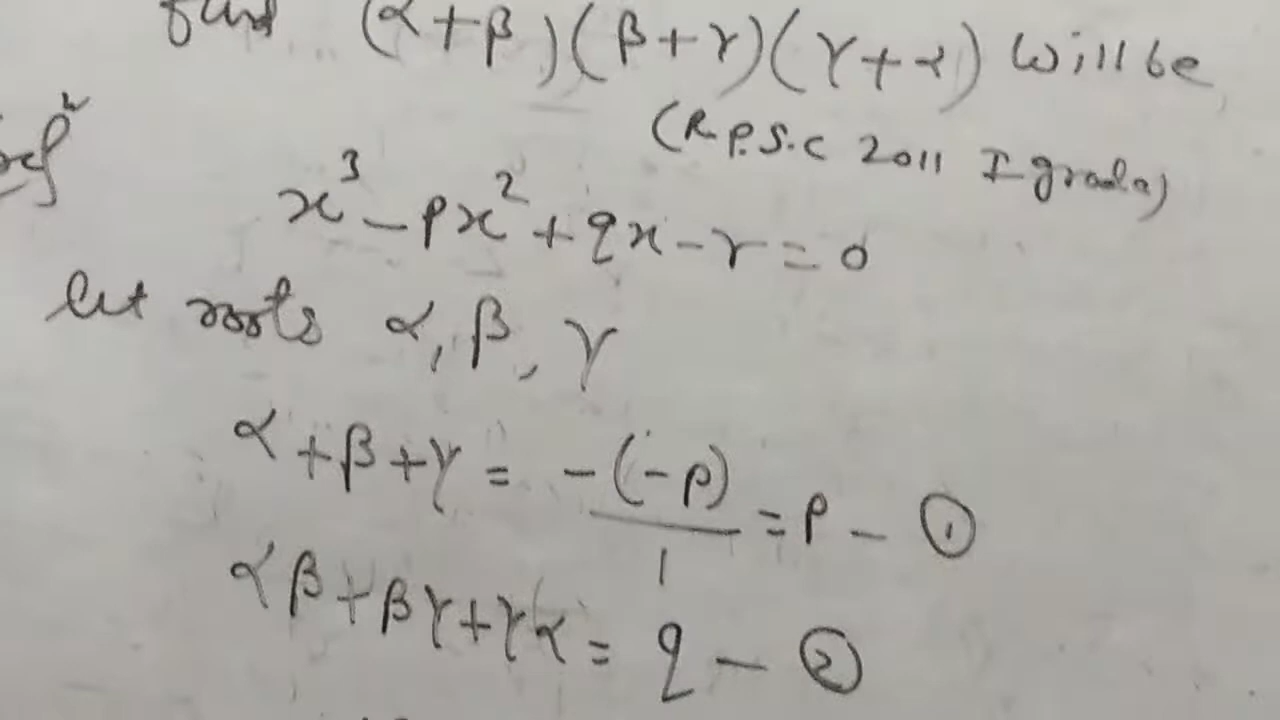 find (α+β)(β+γ)(γ+α) will be
(R.P.S.C 2011 I grade)
x³ - px² + qx - r = 0
let roots α, β, γ
α + β + γ = -(-p)/1 = p - ①
αβ + βγ + γα = q - ②